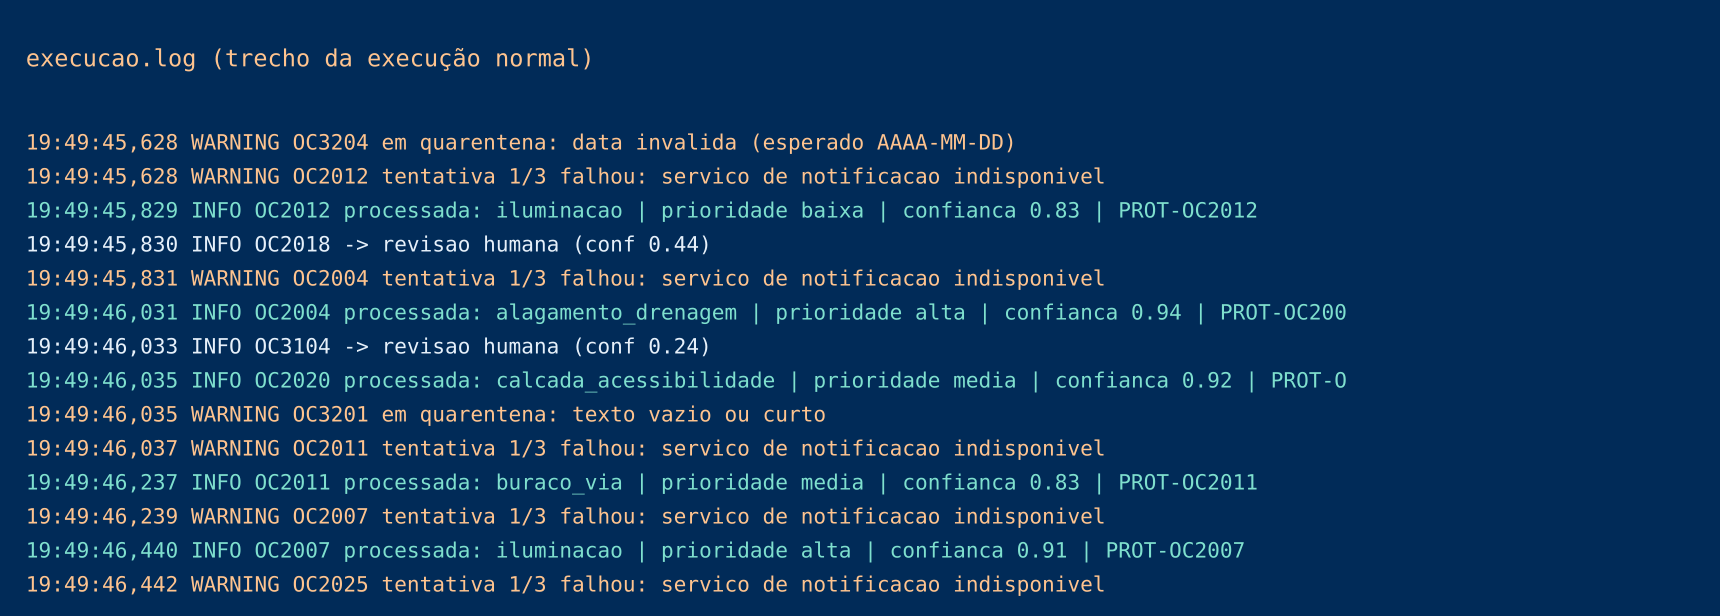 execucao.log (trecho da execução normal)
19:49:45,628 WARNING OC3204 em quarentena: data invalida (esperado AAAA-MM-DD)
19:49:45,628 WARNING OC2012 tentativa 1/3 falhou: servico de notificacao indisponivel
19:49:45,829 INFO OC2012 processada: iluminacao | prioridade baixa | confianca 0.83 | PROT-OC2012
19:49:45,830 INFO OC2018 -> revisao humana (conf 0.44)
19:49:45,831 WARNING OC2004 tentativa 1/3 falhou: servico de notificacao indisponivel
19:49:46,031 INFO OC2004 processada: alagamento_drenagem | prioridade alta | confianca 0.94 | PROT-OC200
19:49:46,033 INFO OC3104 -> revisao humana (conf 0.24)
19:49:46,035 INFO OC2020 processada: calcada_acessibilidade | prioridade media | confianca 0.92 | PROT-O
19:49:46,035 WARNING OC3201 em quarentena: texto vazio ou curto
19:49:46,037 WARNING OC2011 tentativa 1/3 falhou: servico de notificacao indisponivel
19:49:46,237 INFO OC2011 processada: buraco_via | prioridade media | confianca 0.83 | PROT-OC2011
19:49:46,239 WARNING OC2007 tentativa 1/3 falhou: servico de notificacao indisponivel
19:49:46,440 INFO OC2007 processada: iluminacao | prioridade alta | confianca 0.91 | PROT-OC2007
19:49:46,442 WARNING OC2025 tentativa 1/3 falhou: servico de notificacao indisponivel